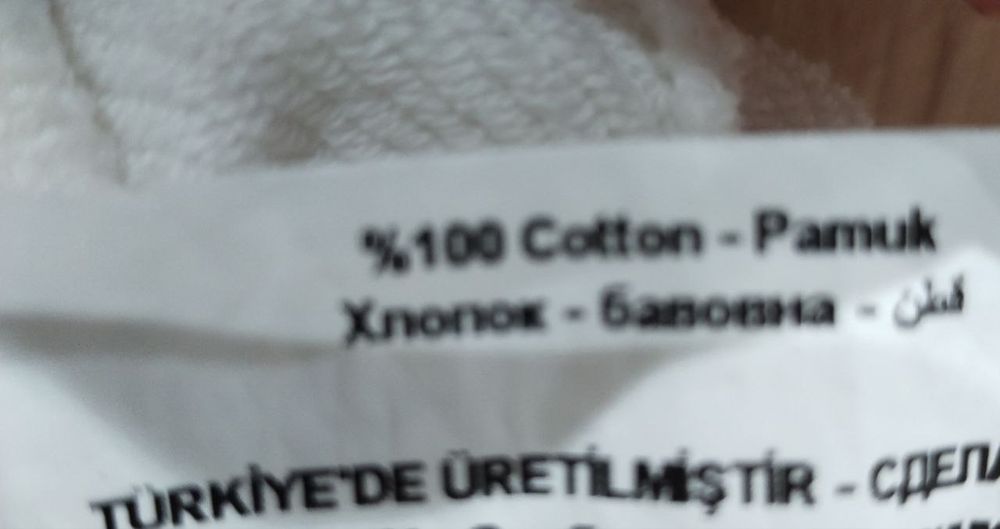 %100 Cotton - Pamuk
Хлопок - бавовна - قطن
TÜRKİYE'DE ÜRETİLMİŞTİR - СДЕЛА